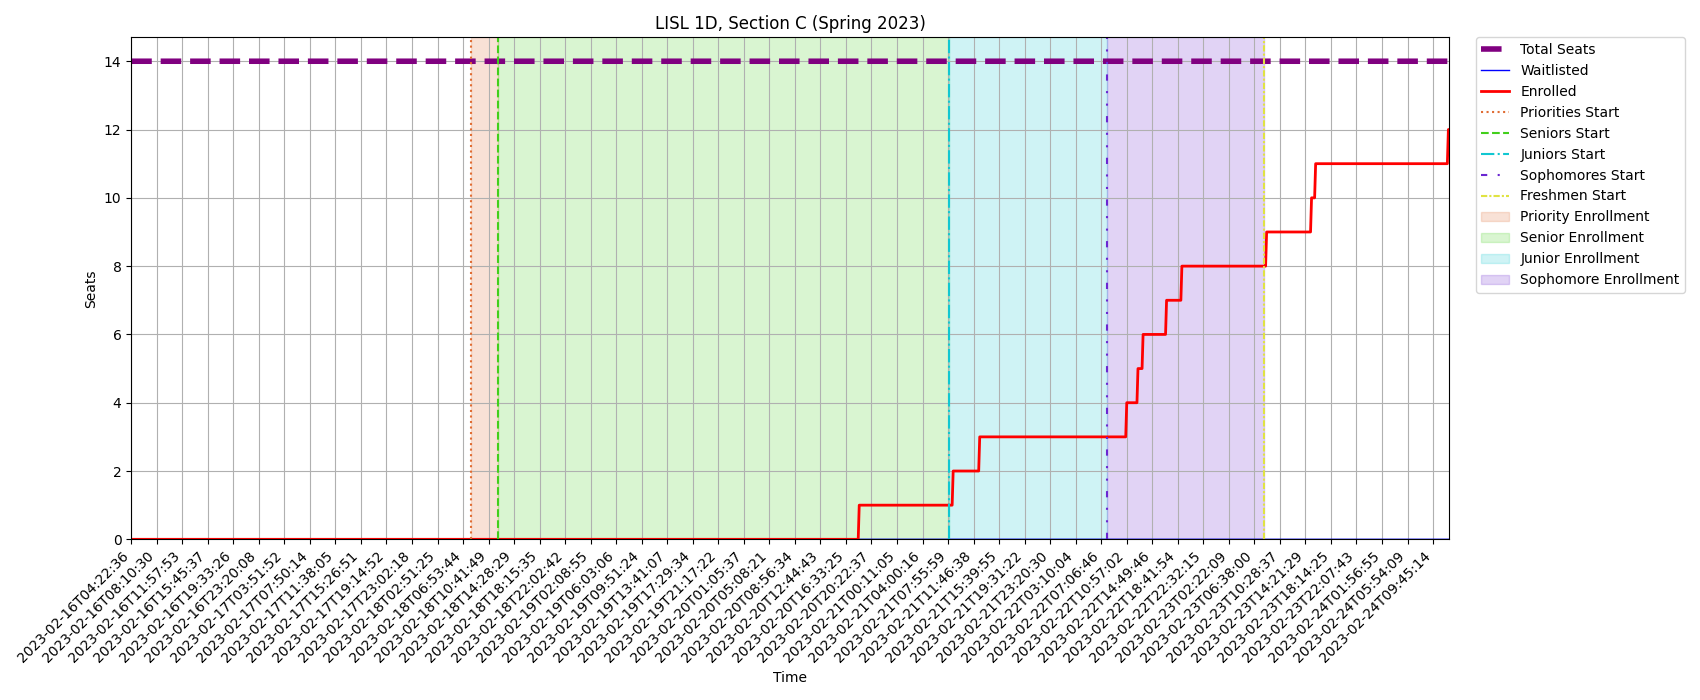 LISL 1D, Section C (Spring 2023)
Total Seats
Waitlisted
Enrolled
Priorities Start
Seniors Start
Juniors Start
Sophomores Start
Freshmen Start
Priority Enrollment
Senior Enrollment
Junior Enrollment
Sophomore Enrollment
Seats
14
12
10
8
6
4
2
0
2023-02-16T04:22:36
2023-02-16T08:10:30
2023-02-16T11:57:53
2023-02-16T15:45:37
2023-02-16T19:33:26
2023-02-16T23:20:08
2023-02-17T03:51:52
2023-02-17T07:50:14
2023-02-17T11:38:05
2023-02-17T15:26:51
2023-02-17T19:14:52
2023-02-17T23:02:18
2023-02-18T02:51:25
2023-02-18T06:53:44
2023-02-18T10:41:49
2023-02-18T14:28:29
2023-02-18T18:15:35
2023-02-18T22:02:42
2023-02-19T02:08:55
2023-02-19T06:03:06
2023-02-19T09:51:24
2023-02-19T13:41:07
2023-02-19T17:29:34
2023-02-19T21:17:22
2023-02-20T01:05:37
2023-02-20T05:08:21
2023-02-20T08:56:34
2023-02-20T12:44:43
2023-02-20T16:33:25
2023-02-20T20:22:37
2023-02-21T00:11:05
2023-02-21T04:00:16
2023-02-21T07:55:59
2023-02-21T11:46:38
2023-02-21T15:39:55
2023-02-21T19:31:22
2023-02-21T23:20:30
2023-02-22T03:10:04
2023-02-22T07:06:46
2023-02-22T10:57:02
2023-02-22T14:49:46
2023-02-22T18:41:54
2023-02-22T22:32:15
2023-02-23T02:22:09
2023-02-23T06:38:00
2023-02-23T10:28:37
2023-02-23T14:21:29
2023-02-23T18:14:25
2023-02-23T22:07:43
2023-02-24T01:56:55
2023-02-24T05:54:09
2023-02-24T09:45:14
Time